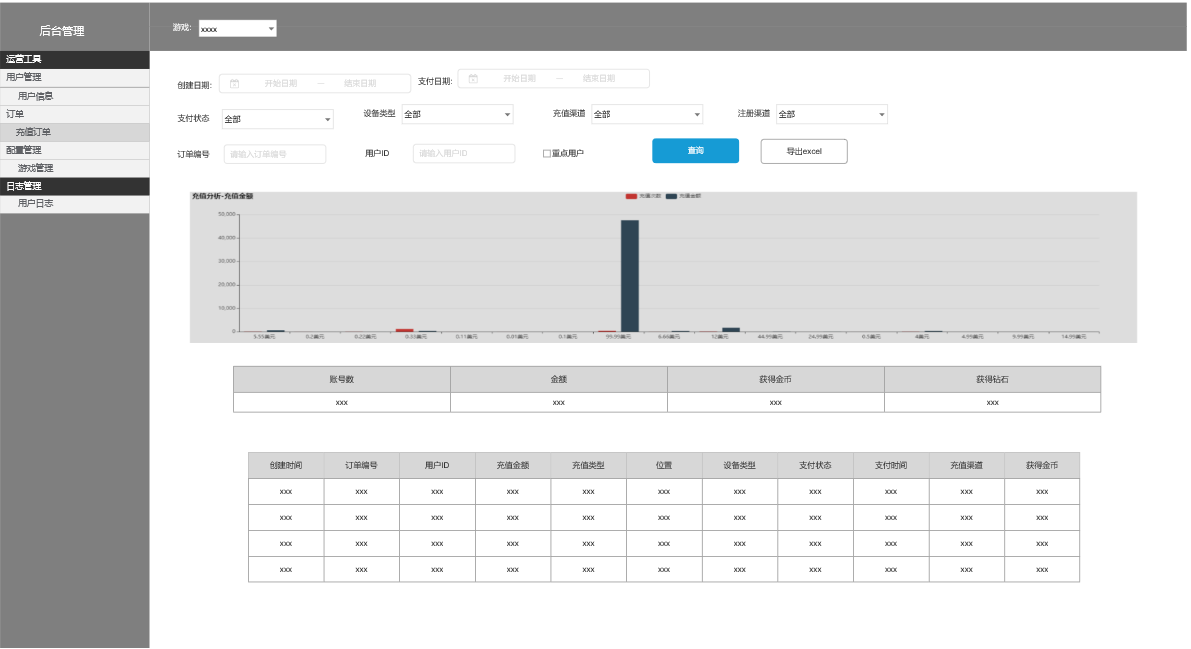 后台管理
游戏: xxxx
运营工具
用户管理
用户信息
订单
充值订单
配置管理
游戏管理
日志管理
用户日志
创建日期: 开始日期 — 结束日期 支付日期: 开始日期 — 结束日期
支付状态 全部 设备类型 全部 充值渠道 全部 注册渠道 全部
订单编号 请输入订单编号 用户ID 请输入用户ID 重点用户 查询 导出excel
充值分析-充值金额 充值次数 充值金额
50,000
40,000
30,000
20,000
10,000
0
5.55美元 0.2美元 0.22美元 0.33美元 0.11美元 0.01美元 0.1美元 99.99美元 6.66美元 12美元 44.99美元 24.99美元 0.5美元 4美元 4.99美元 9.99美元 14.99美元
账号数 金额 获得金币 获得钻石
xxx xxx xxx xxx
创建时间 订单编号 用户ID 充值金额 充值类型 位置 设备类型 支付状态 支付时间 充值渠道 获得金币
xxx xxx xxx xxx xxx xxx xxx xxx xxx xxx xxx
xxx xxx xxx xxx xxx xxx xxx xxx xxx xxx xxx
xxx xxx xxx xxx xxx xxx xxx xxx xxx xxx xxx
xxx xxx xxx xxx xxx xxx xxx xxx xxx xxx xxx